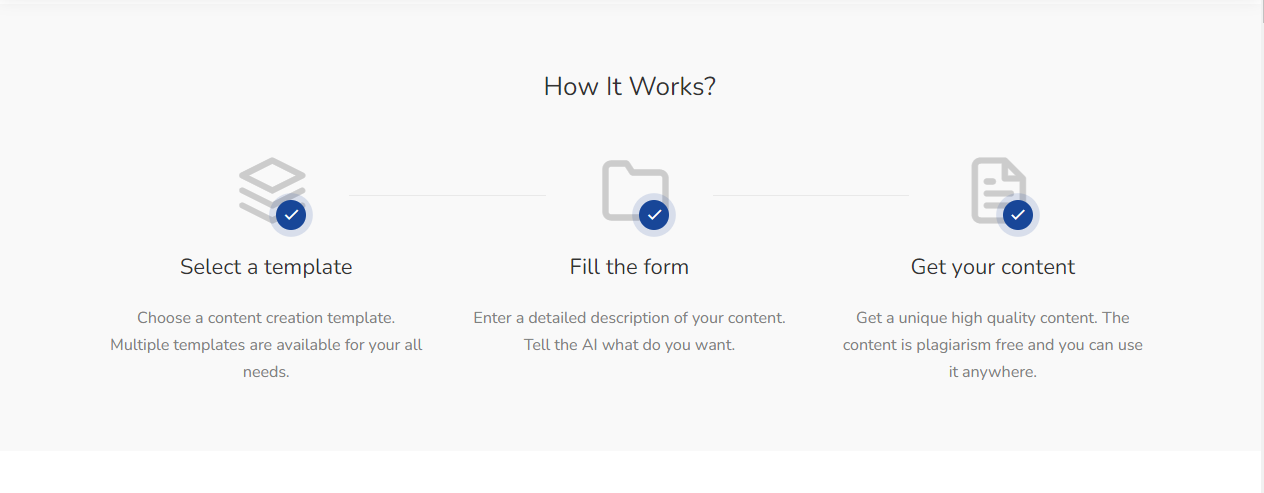 How It Works?
Select a template
Choose a content creation template.
Multiple templates are available for your all
needs.
Fill the form
Enter a detailed description of your content.
Tell the AI what do you want.
Get your content
Get a unique high quality content. The
content is plagiarism free and you can use
it anywhere.